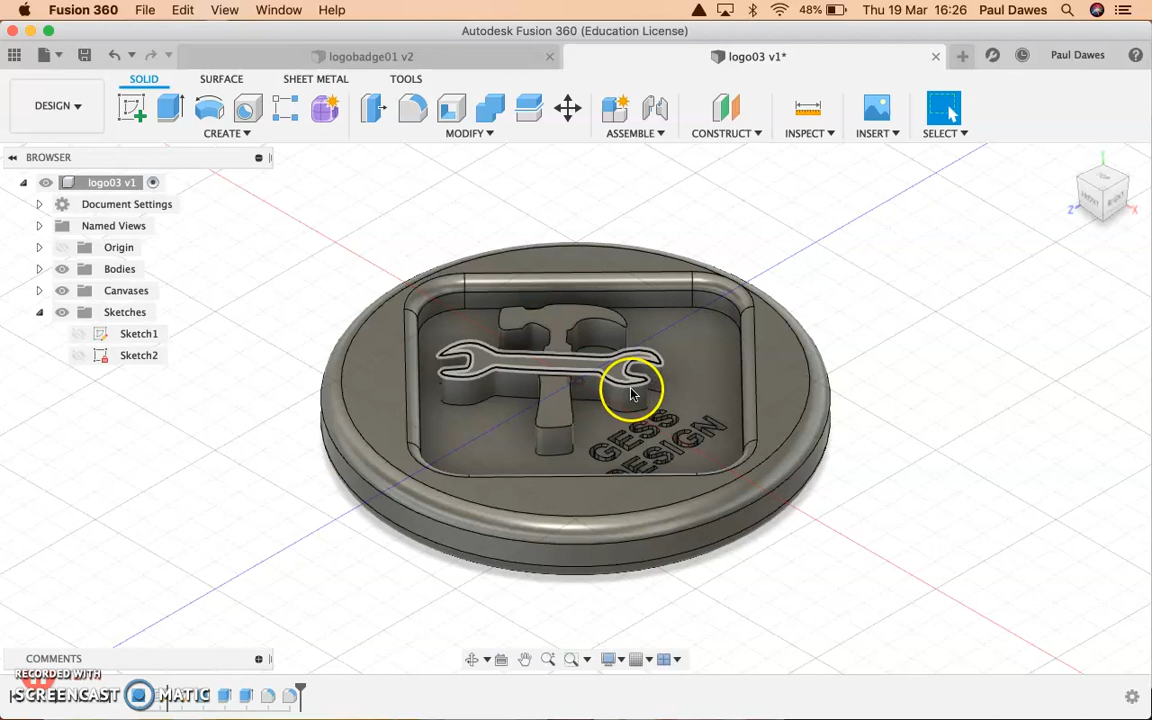 Fusion 360 File Edit View Window Help 48% Thu 19 Mar 16:26 Paul Dawes
Autodesk Fusion 360 (Education License)
logobadge01 v2 logo03 v1* Paul Dawes
SOLID SURFACE SHEET METAL TOOLS
DESIGN
CREATE MODIFY ASSEMBLE CONSTRUCT INSPECT INSERT SELECT
BROWSER
logo03 v1
Document Settings
Named Views
Origin
Bodies
Canvases
Sketches
Sketch1
Sketch2
TOP
FRONT RIGHT
Y
Z X
GESS
DESIGN
COMMENTS
RECORDED WITH
SCREENCAST MATIC